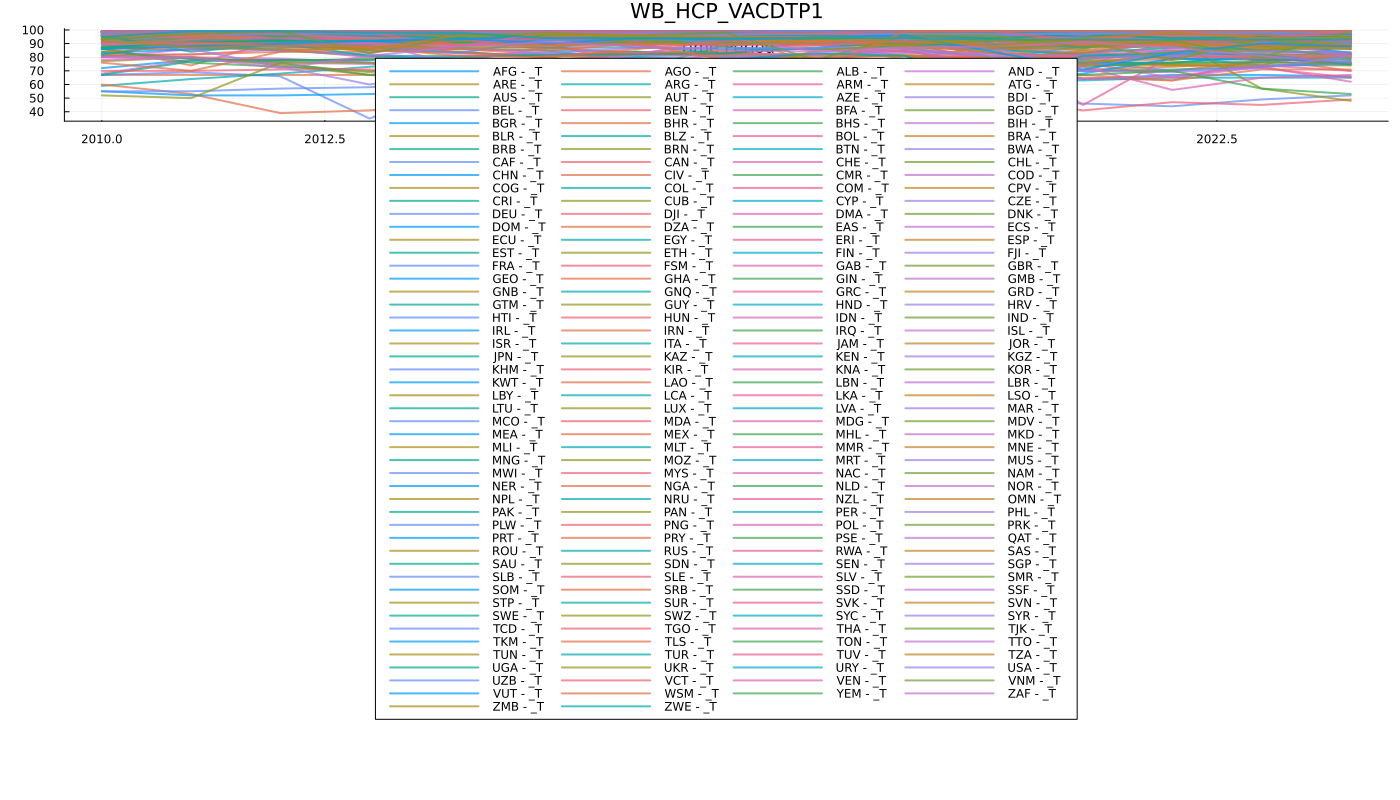 WB_HCP_VACDTP1
100
90
80
70
60
50
40
2010.0
2012.5
2022.5
AFG - _T AGO - _T ALB - _T AND - _T
ARE - _T ARG - _T ARM - _T ATG - _T
AUS - _T AUT - _T AZE - _T BDI - _T
BEL - _T BEN - _T BFA - _T BGD - _T
BGR - _T BHR - _T BHS - _T BIH - _T
BLR - _T BLZ - _T BOL - _T BRA - _T
BRB - _T BRN - _T BTN - _T BWA - _T
CAF - _T CAN - _T CHE - _T CHL - _T
CHN - _T CIV - _T CMR - _T COD - _T
COG - _T COL - _T COM - _T CPV - _T
CRI - _T CUB - _T CYP - _T CZE - _T
DEU - _T DJI - _T DMA - _T DNK - _T
DOM - _T DZA - _T EAS - _T ECS - _T
ECU - _T EGY - _T ERI - _T ESP - _T
EST - _T ETH - _T FIN - _T FJI - _T
FRA - _T FSM - _T GAB - _T GBR - _T
GEO - _T GHA - _T GIN - _T GMB - _T
GNB - _T GNQ - _T GRC - _T GRD - _T
GTM - _T GUY - _T HND - _T HRV - _T
HTI - _T HUN - _T IDN - _T IND - _T
IRL - _T IRN - _T IRQ - _T ISL - _T
ISR - _T ITA - _T JAM - _T JOR - _T
JPN - _T KAZ - _T KEN - _T KGZ - _T
KHM - _T KIR - _T KNA - _T KOR - _T
KWT - _T LAO - _T LBN - _T LBR - _T
LBY - _T LCA - _T LKA - _T LSO - _T
LTU - _T LUX - _T LVA - _T MAR - _T
MCO - _T MDA - _T MDG - _T MDV - _T
MEA - _T MEX - _T MHL - _T MKD - _T
MLI - _T MLT - _T MMR - _T MNE - _T
MNG - _T MOZ - _T MRT - _T MUS - _T
MWI - _T MYS - _T NAC - _T NAM - _T
NER - _T NGA - _T NLD - _T NOR - _T
NPL - _T NRU - _T NZL - _T OMN - _T
PAK - _T PAN - _T PER - _T PHL - _T
PLW - _T PNG - _T POL - _T PRK - _T
PRT - _T PRY - _T PSE - _T QAT - _T
ROU - _T RUS - _T RWA - _T SAS - _T
SAU - _T SDN - _T SEN - _T SGP - _T
SLB - _T SLE - _T SLV - _T SMR - _T
SOM - _T SRB - _T SSD - _T SSF - _T
STP - _T SUR - _T SVK - _T SVN - _T
SWE - _T SWZ - _T SYC - _T SYR - _T
TCD - _T TGO - _T THA - _T TJK - _T
TKM - _T TLS - _T TON - _T TTO - _T
TUN - _T TUR - _T TUV - _T TZA - _T
UGA - _T UKR - _T URY - _T USA - _T
UZB - _T VCT - _T VEN - _T VNM - _T
VUT - _T WSM - _T YEM - _T ZAF - _T
ZMB - _T ZWE - _T